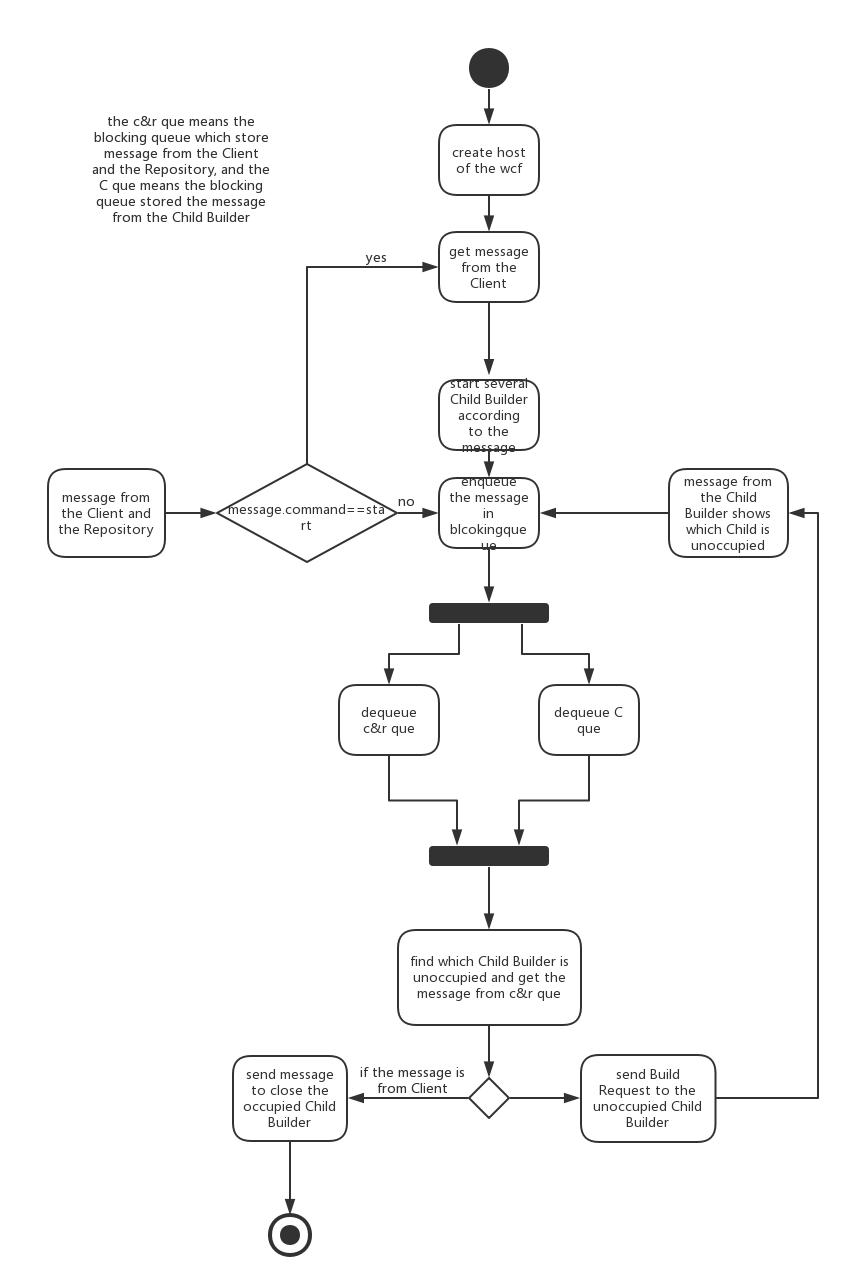 the c&r que means the
blocking queue which store
message from the Client
and the Repository, and the
C que means the blocking
queue stored the message
from the Child Builder
create host
of the wcf
yes
get message
from the
Client
start several
Child Builder
according
to the
message
message from
the Client and
the Repository
message.command==sta
rt
no
enqueue
the message
in
blcokingque
ue
message from
the Child
Builder shows
which Child is
unoccupied
dequeue
c&r que
dequeue C
que
find which Child Builder is
unoccupied and get the
message from c&r que
send message
to close the
occupied Child
Builder
if the message is
from Client
send Build
Request to the
unoccupied Child
Builder